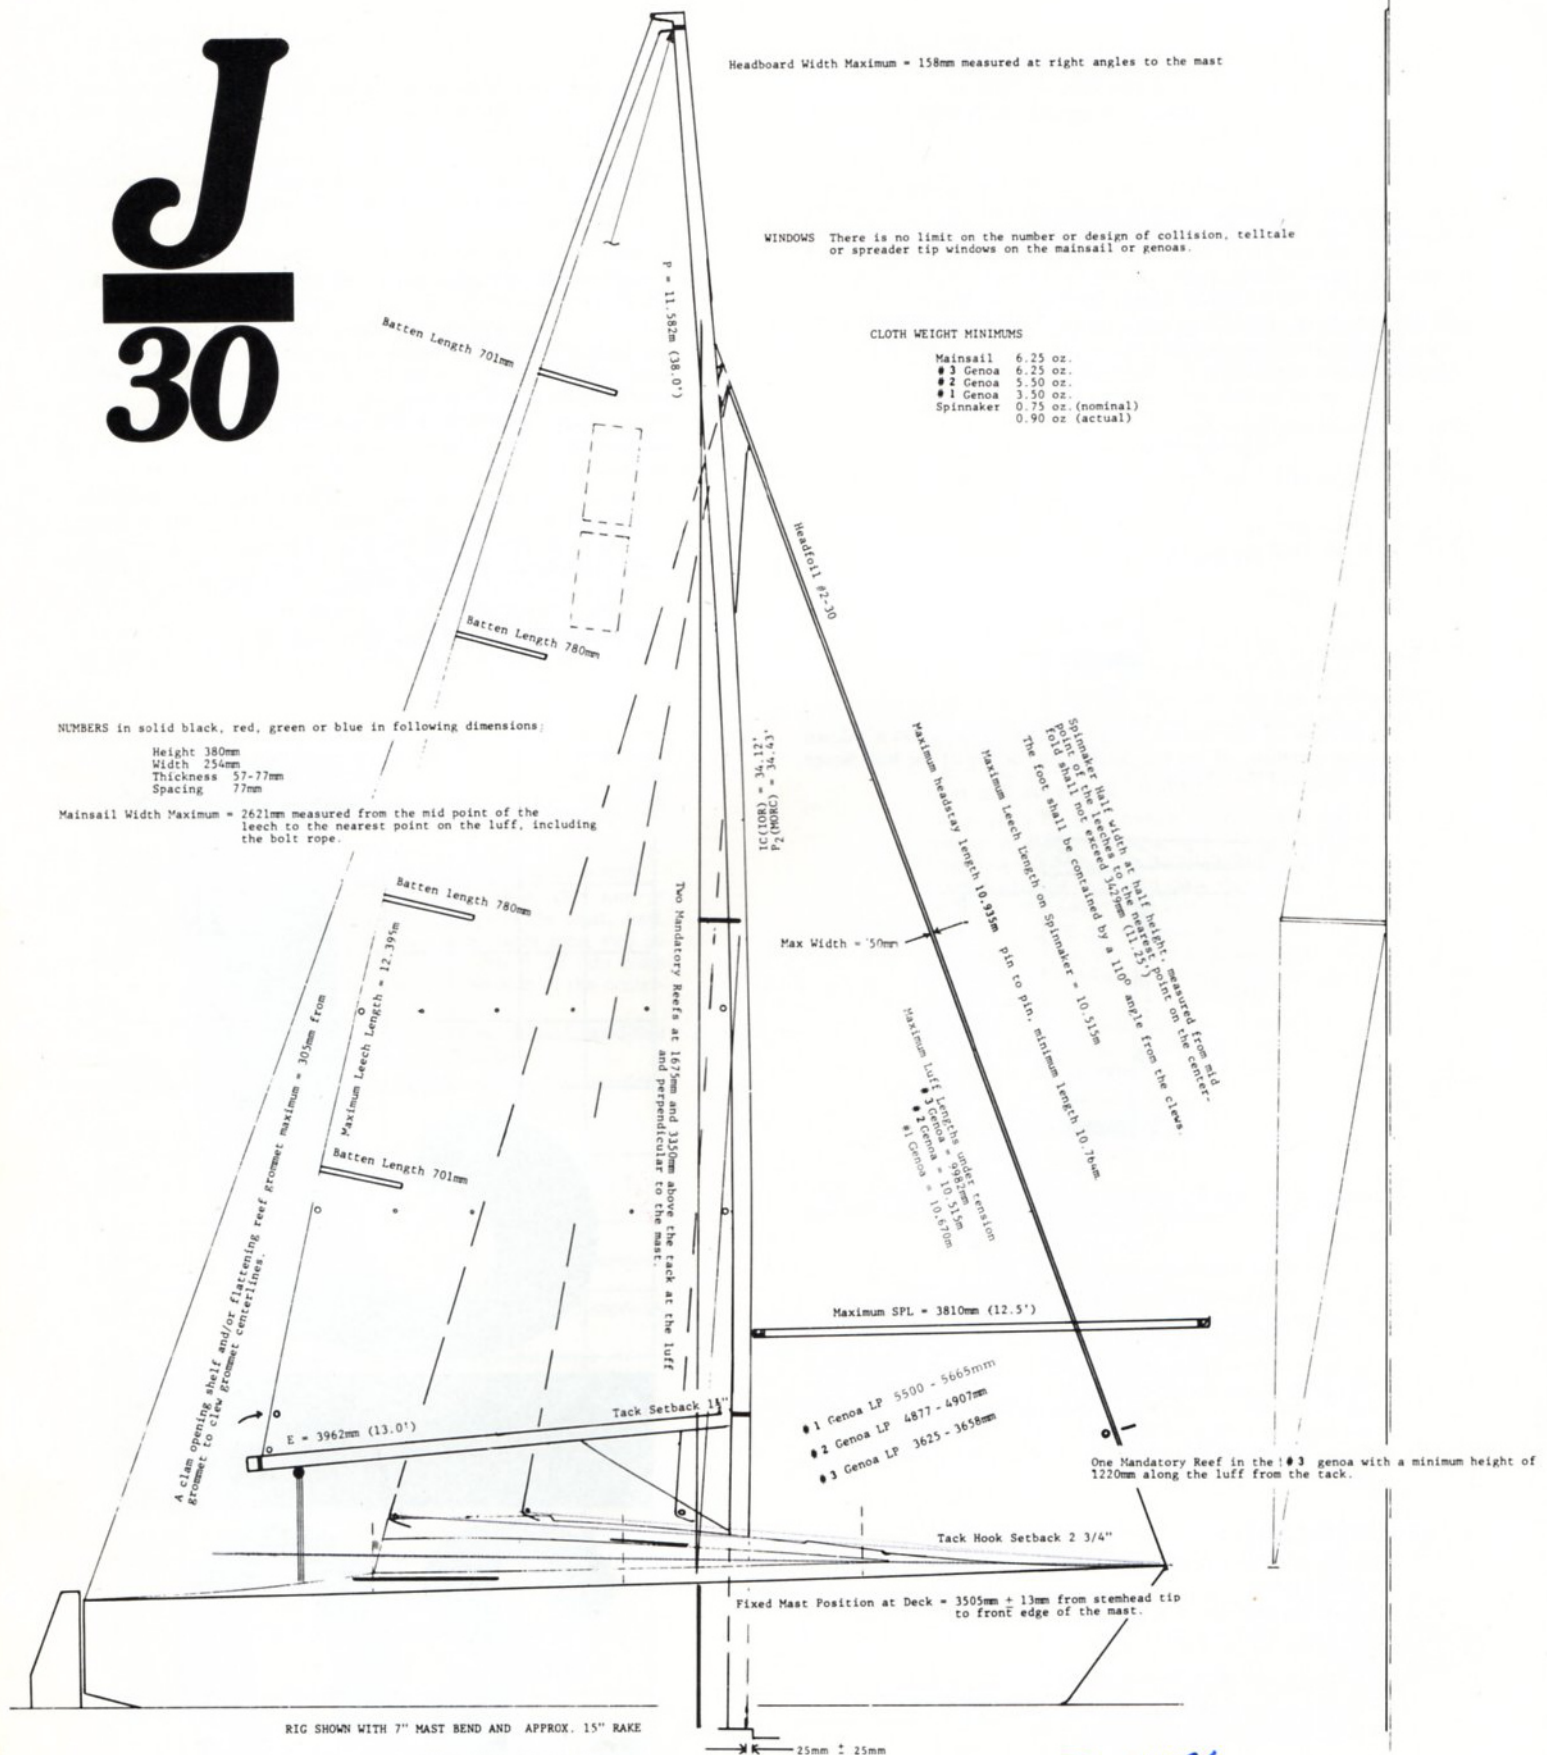 J
30
Headboard Width Maximum = 158mm measured at right angles to the mast
WINDOWS There is no limit on the number or design of collision, telltale
or spreader tip windows on the mainsail or genoas.
P = 11.582m (38.0')
Batten Length 701mm
CLOTH WEIGHT MINIMUMS
Mainsail 6.25 oz.
#3 Genoa 6.25 oz.
#2 Genoa 5.50 oz.
#1 Genoa 3.50 oz.
Spinnaker 0.75 oz.(nominal)
0.90 oz (actual)
Headfoil #2-30
Batten Length 780mm
NUMBERS in solid black, red, green or blue in following dimensions;
Height 380mm
Width 254mm
Thickness 57-77mm
Spacing 77mm
Mainsail Width Maximum = 2621mm measured from the mid point of the
leech to the nearest point on the luff, including
the bolt rope.
IC(IOR) = 34.12'
P2(MORC) = 34.43'
Spinnaker Half width at half height, measured from mid
point of the leeches to the nearest point on the center-
fold shall not exceed 3429mm (11.25')
The foot shall be contained by a 110º angle from the clews.
Maximum Leech Length on Spinnaker = 10.515m
Maximum headstay length 10.935m pin to pin, minimum length 10.764m
Batten length 780mm
Maximum Leech Length = 12.395m
Two Mandatory Reefs at 1675mm and 3350mm above the tack at the luff
and perpendicular to the mast.
Max Width = 50mm
Maximum Luff Lengths under tension
#3 Genoa = 9982mm
#2 Genoa = 10.515m
#1 Genoa = 10.670m
Batten Length 701mm
A clam opening shelf and/or flattening reef grommet maximum = 305mm from
grommet to clew grommet centerlines.
Maximum SPL = 3810mm (12.5')
#1 Genoa LP 5500 - 5665mm
#2 Genoa LP 4877 - 4907mm
#3 Genoa LP 3625 - 3658mm
Tack Setback 1½"
E = 3962mm (13.0')
One Mandatory Reef in the #3 genoa with a minimum height of
1220mm along the luff from the tack.
Tack Hook Setback 2 3/4"
Fixed Mast Position at Deck = 3505mm ± 13mm from stemhead tip
to front edge of the mast.
RIG SHOWN WITH 7" MAST BEND AND APPROX. 15" RAKE
25mm ± 25mm